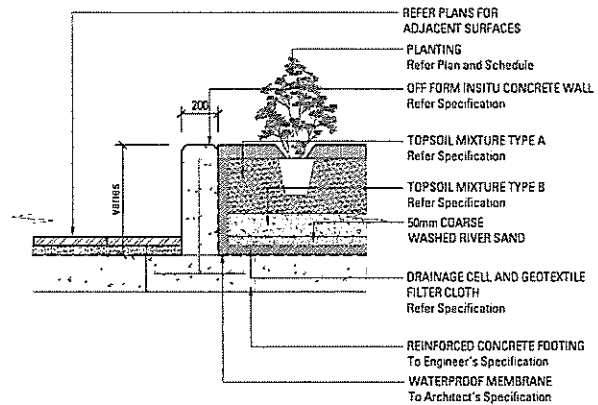 REFER PLANS FOR
ADJACENT SURFACES
PLANTING
Refer Plan and Schedule
OFF FORM INSITU CONCRETE WALL
Refer Specification
200
TOPSOIL MIXTURE TYPE A
Refer Specification
varies
TOPSOIL MIXTURE TYPE B
Refer Specification
50mm COARSE
WASHED RIVER SAND
DRAINAGE CELL AND GEOTEXTILE
FILTER CLOTH
Refer Specification
REINFORCED CONCRETE FOOTING
To Engineer's Specification
WATERPROOF MEMBRANE
To Architect's Specification